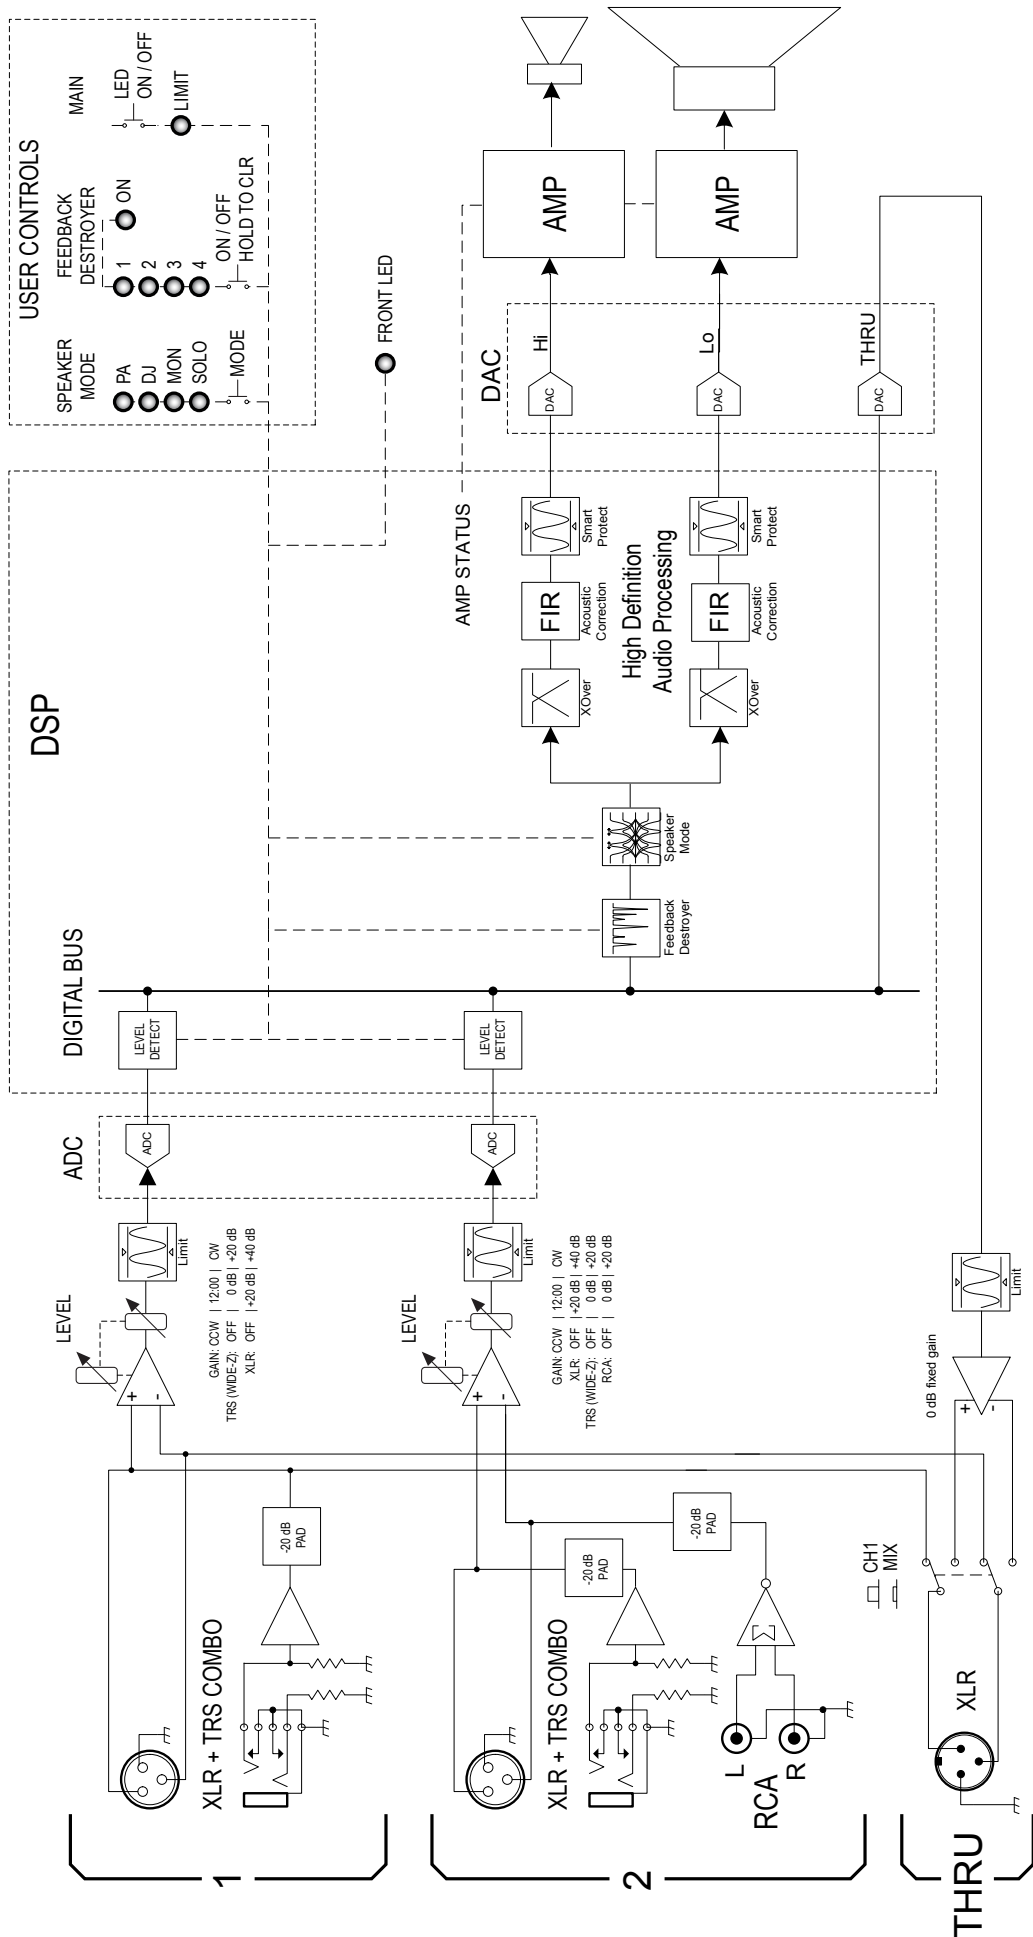 1
XLR + TRS COMBO
-20 dB
PAD
LEVEL
+
-
Limit
GAIN: CCW | 12:00 | CW
TRS (WIDE-Z): OFF | 0 dB | +20 dB
XLR: OFF | +20 dB | +40 dB
ADC
ADC
2
XLR + TRS COMBO
-20 dB
PAD
RCA
L
R
Σ
-20 dB
PAD
LEVEL
+
-
Limit
GAIN: CCW | 12:00 | CW
XLR: OFF | +20 dB | +40 dB
TRS (WIDE-Z): OFF | 0 dB | +20 dB
RCA: OFF | 0 dB | +20 dB
ADC
THRU
XLR
CH1
MIX
0 dB fixed gain
+
-
Limit
DSP
DIGITAL BUS
LEVEL
DETECT
LEVEL
DETECT
Feedback
Destroyer
Speaker
Mode
XOver
FIR
Acoustic
Correction
Smart
Protect
High Definition
Audio Processing
XOver
FIR
Acoustic
Correction
Smart
Protect
AMP STATUS
DAC
DAC
Hi
DAC
Lo
DAC
THRU
AMP
AMP
USER CONTROLS
SPEAKER
MODE
PA
DJ
MON
SOLO
MODE
FEEDBACK
DESTROYER
1
2
3
4
ON
ON / OFF
HOLD TO CLR
MAIN
LED
ON / OFF
LIMIT
FRONT LED